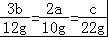 3b/12g = 2a/10g = c/22g